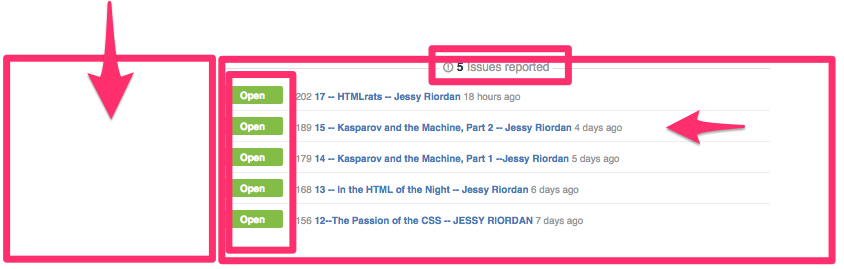 5 Issues reported
Open 202 17 -- HTMLrats -- Jessy Riordan 18 hours ago
Open 189 15 -- Kasparov and the Machine, Part 2 -- Jessy Riordan 4 days ago
Open 179 14 -- Kasparov and the Machine, Part 1 --Jessy Riordan 5 days ago
Open 168 13 -- In the HTML of the Night -- Jessy Riordan 6 days ago
Open 156 12--The Passion of the CSS -- JESSY RIORDAN 7 days ago